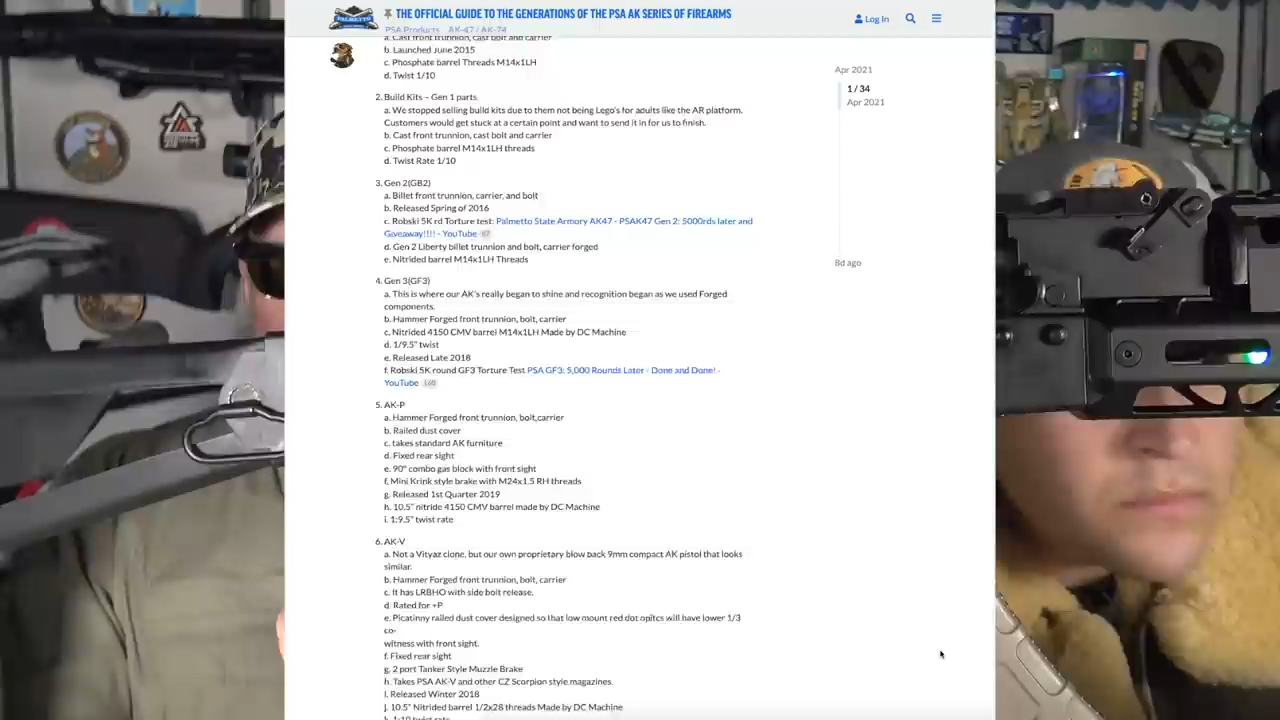 PALMETTO
THE OFFICIAL GUIDE TO THE GENERATIONS OF THE PSA AK SERIES OF FIREARMS
PSA Products AK-47 / AK-74
Log In
a. Cast front trunnion, cast bolt and carrier
b. Launched June 2015
c. Phosphate barrel Threads M14x1LH
d. Twist 1/10
2. Build Kits – Gen 1 parts
a. We stopped selling build kits due to them not being Lego's for adults like the AR platform.
Customers would get stuck at a certain point and want to send it in for us to finish.
b. Cast front trunnion, cast bolt and carrier
c. Phosphate barrel M14x1LH threads
d. Twist Rate 1/10
3. Gen 2(GB2)
a. Billet front trunnion, carrier, and bolt
b. Released Spring of 2016
c. Robski 5K rd Torture test: Palmetto State Armory AK47 - PSAK47 Gen 2: 5000rds later and
Giveaway!!!! - YouTube 67
d. Gen 2 Liberty billet trunnion and bolt, carrier forged
e. Nitrided barrel M14x1LH Threads
4. Gen 3(GF3)
a. This is where our AK's really began to shine and recognition began as we used Forged
components.
b. Hammer Forged front trunnion, bolt, carrier
c. Nitrided 4150 CMV barrel M14x1LH Made by DC Machine
d. 1/9.5" twist
e. Released Late 2018
f. Robski 5K round GF3 Torture Test PSA GF3: 5,000 Rounds Later - Done and Done! -
YouTube 168
5. AK-P
a. Hammer Forged front trunnion, bolt,carrier
b. Railed dust cover
c. takes standard AK furniture
d. Fixed rear sight
e. 90° combo gas block with front sight
f. Mini Krink style brake with M24x1.5 RH threads
g. Released 1st Quarter 2019
h. 10.5" nitride 4150 CMV barrel made by DC Machine
i. 1:9.5" twist rate
6. AK-V
a. Not a Vityaz clone, but our own proprietary blow back 9mm compact AK pistol that looks
similar.
b. Hammer Forged front trunnion, bolt, carrier
c. It has LRBHO with side bolt release.
d. Rated for +P
e. Picatinny railed dust cover designed so that low mount red dot opitcs will have lower 1/3
co-
witness with front sight.
f. Fixed rear sight
g. 2 port Tanker Style Muzzle Brake
h. Takes PSA AK-V and other CZ Scorpion style magazines.
I. Released Winter 2018
j. 10.5" Nitrided barrel 1/2x28 threads Made by DC Machine
k. 1:10 twist rate
Apr 2021
1 / 34
Apr 2021
8d ago